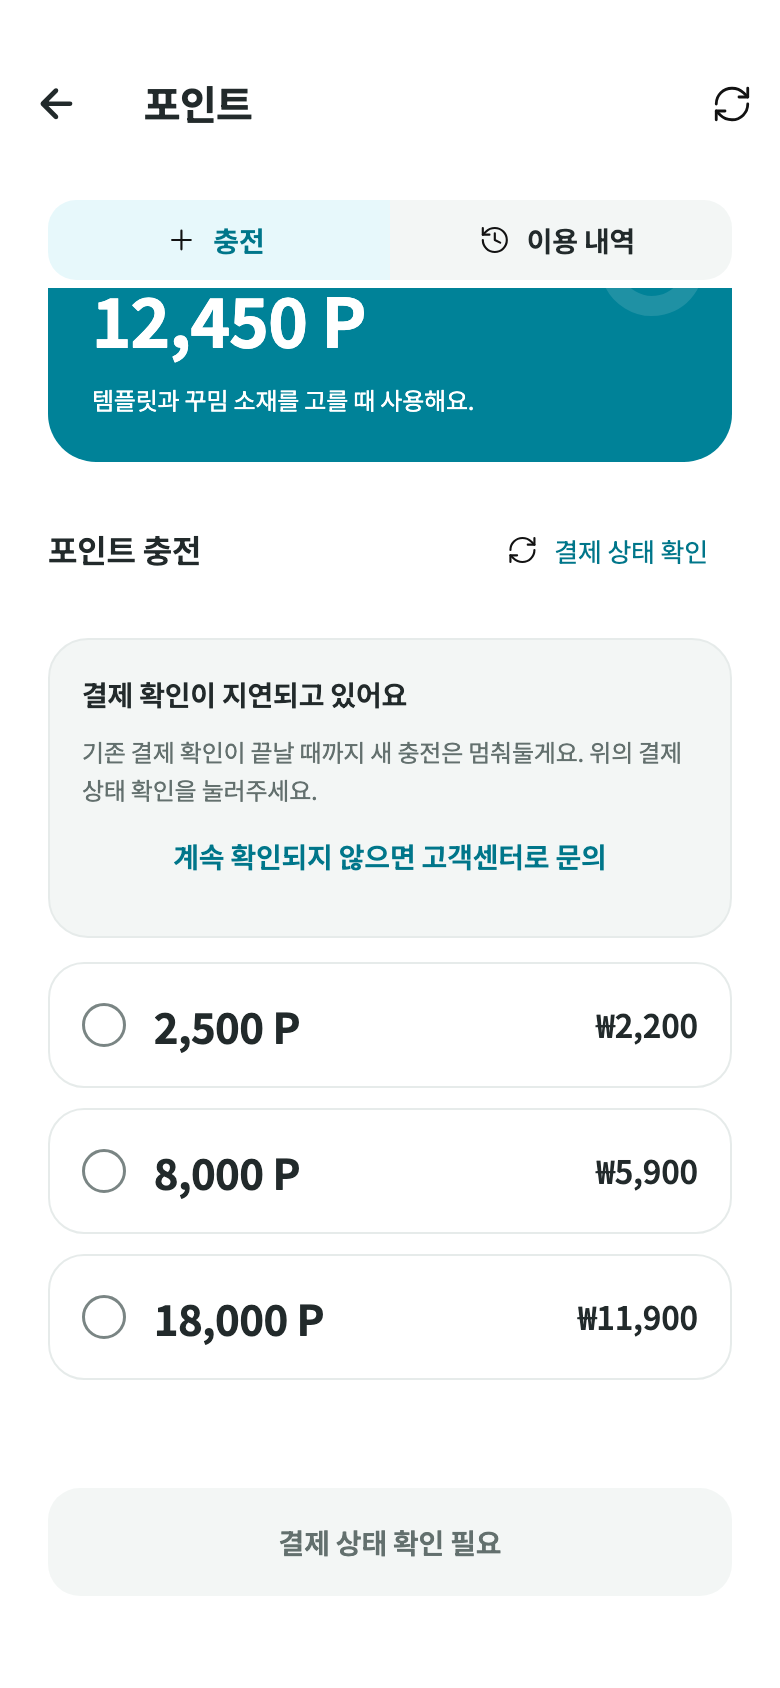 포인트
충전
이용 내역
12,450 P
템플릿과 꾸밈 소재를 고를 때 사용해요.
포인트 충전
결제 상태 확인
결제 확인이 지연되고 있어요
기존 결제 확인이 끝날 때까지 새 충전은 멈춰둘게요. 위의 결제
상태 확인을 눌러주세요.
계속 확인되지 않으면 고객센터로 문의
2,500 P
₩2,200
8,000 P
₩5,900
18,000 P
₩11,900
결제 상태 확인 필요